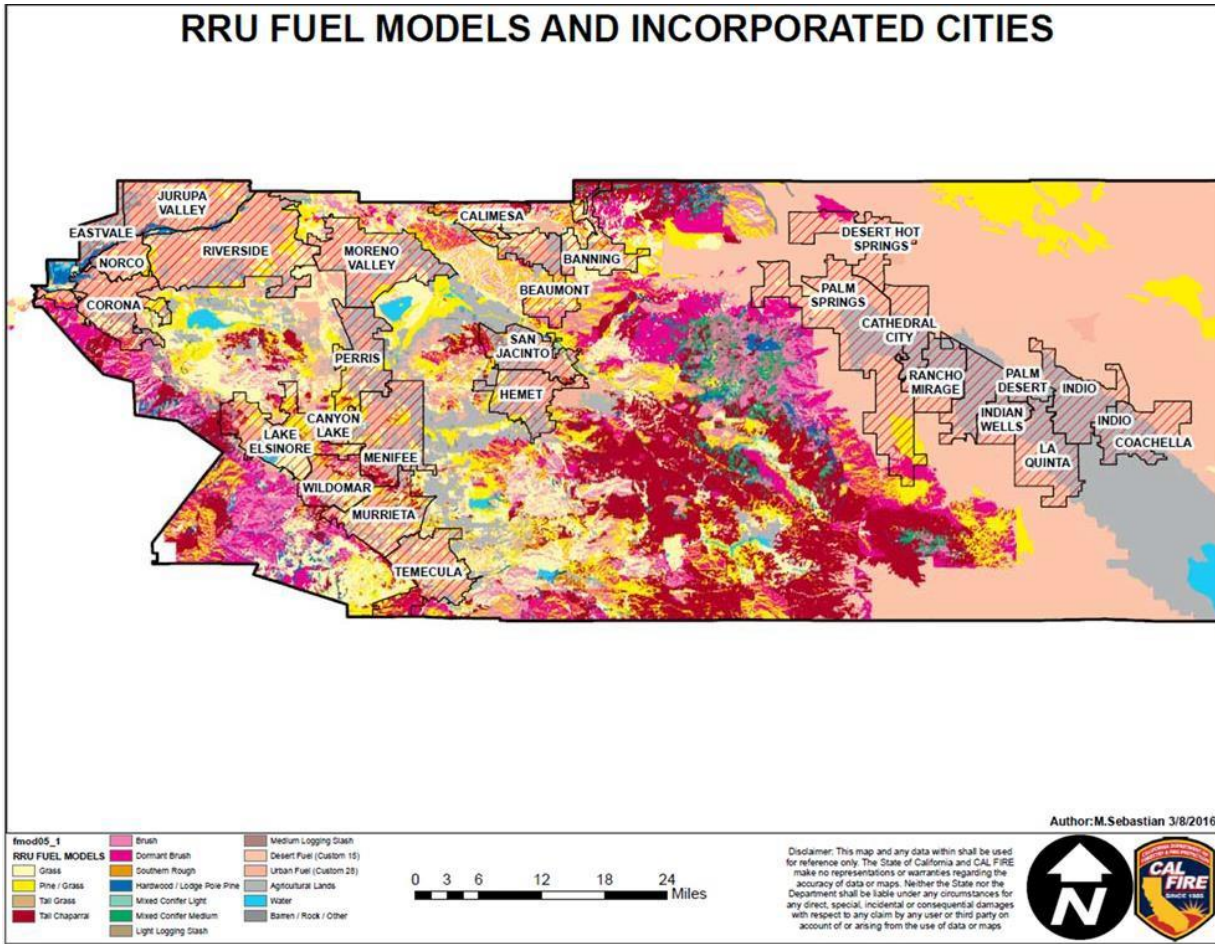 RRU FUEL MODELS AND INCORPORATED CITIES
JURUPA
VALLEY
EASTVALE
NORCO
RIVERSIDE
CORONA
MORENO
VALLEY
CALIMESA
BANNING
BEAUMONT
PERRIS
SAN
JACINTO
HEMET
CANYON
LAKE
LAKE
ELSINORE
MENIFEE
WILDOMAR
MURRIETA
TEMECULA
DESERT HOT
SPRINGS
PALM
SPRINGS
CATHEDRAL
CITY
RANCHO
MIRAGE
PALM
DESERT
INDIO
INDIAN
WELLS
INDIO
COACHELLA
LA
QUINTA
Author:M.Sebastian 3/8/2016
fmod05_1
RRU FUEL MODELS
Grass
Pine / Grass
Tall Grass
Tall Chaparral
Brush
Dormant Brush
Southern Rough
Hardwood / Lodge Pole Pine
Mixed Confer Light
Mixed Confer Medium
Light Logging Slash
Medium Logging Slash
Desert Fuel (Custom 15)
Urban Fuel (Custom 28)
Agricultural Lands
Water
Barren / Rock / Other
0 3 6 12 18 24
Miles
Disclaimer: This map and any data within shall be used
for reference only. The State of California and CAL FIRE
make no representations or warranties regarding the
accuracy of data or maps. Neither the State nor the
Department shall be liable under any circumstances for
any direct, special, incidental or consequential damages
with respect to any claim by any user or third party on
account of or arising from the use of data or maps
N
CAL
FIRE
SINCE 1885